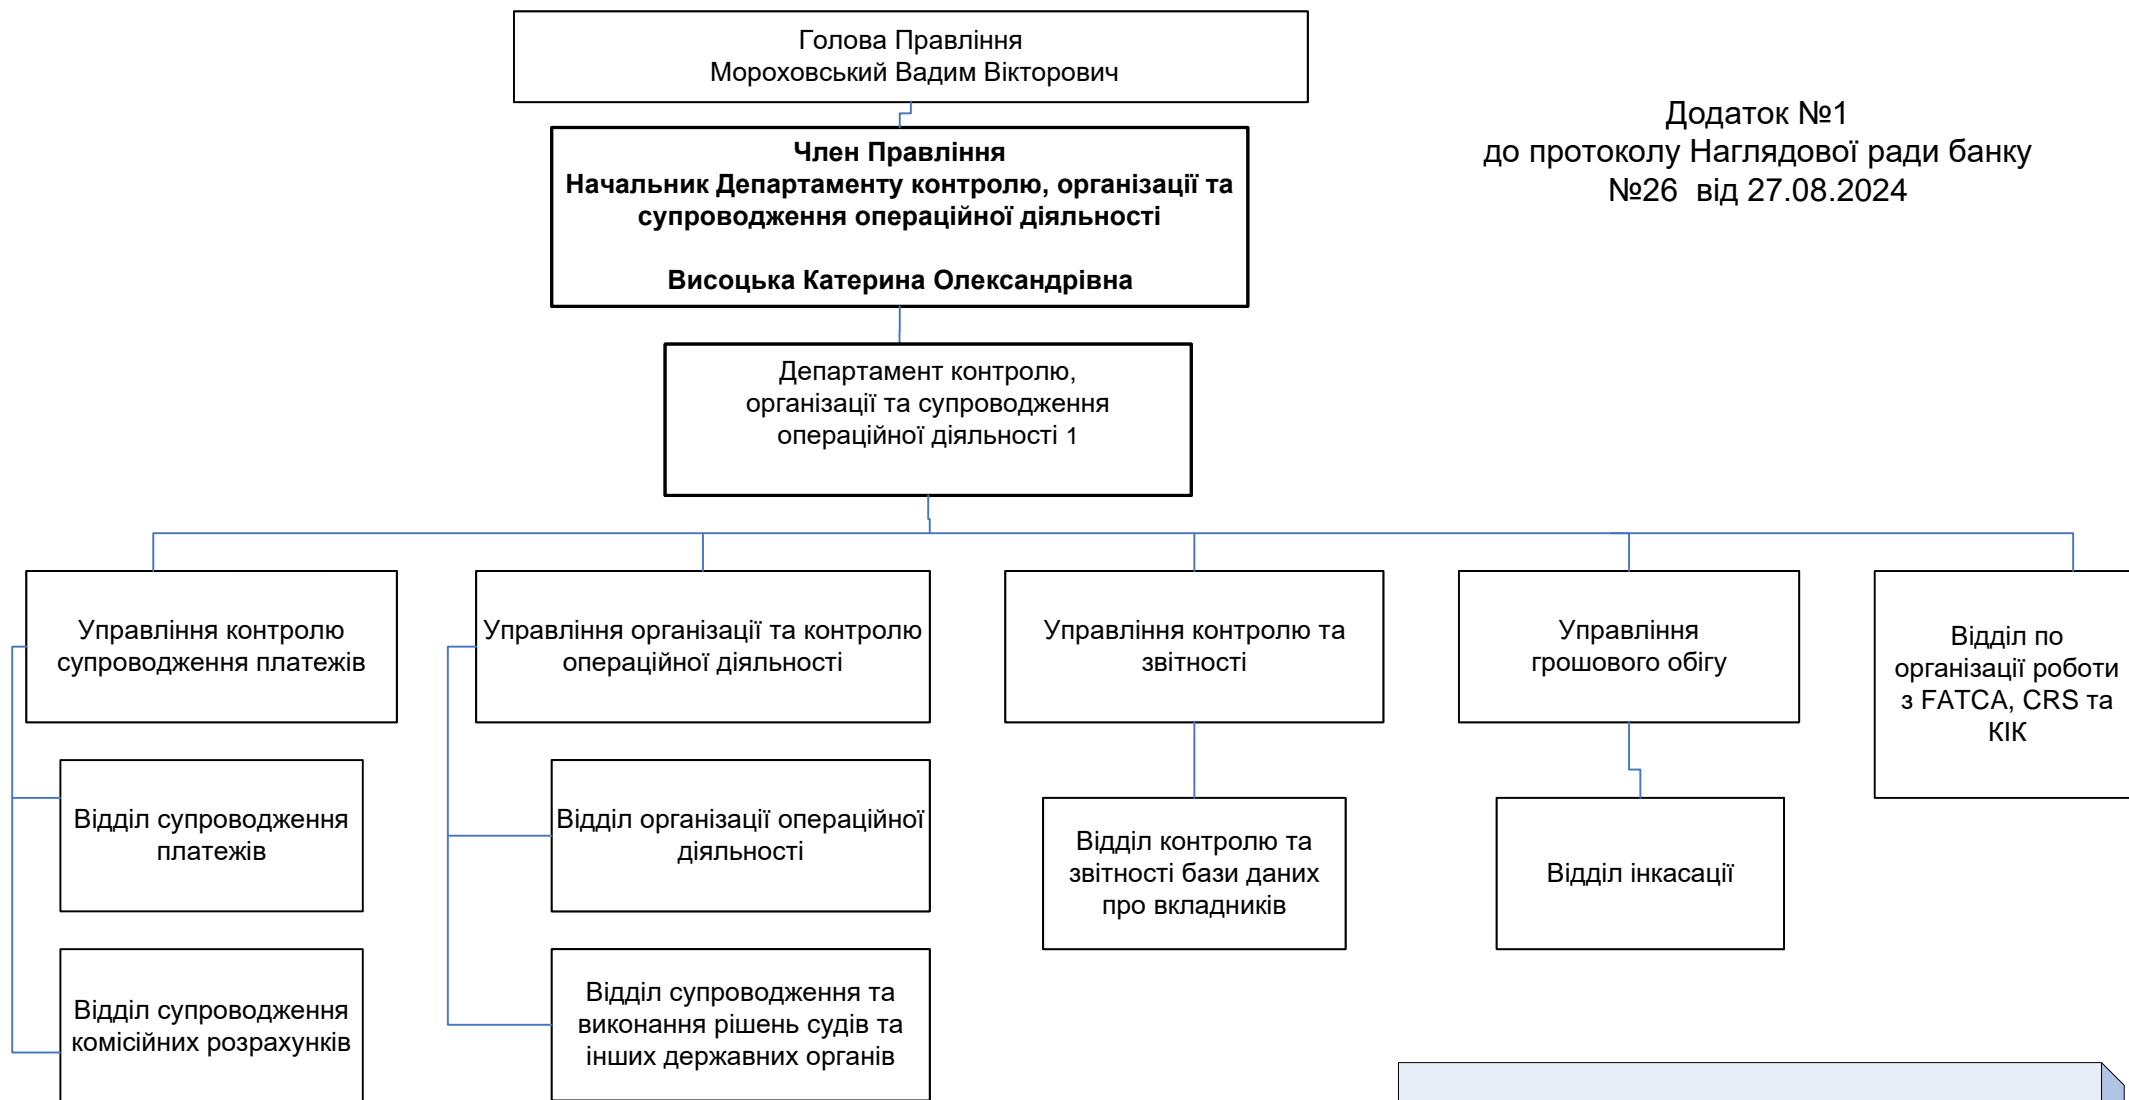 Голова Правління
Мороховський Вадим Вікторович
Додаток №1
до протоколу Наглядової ради банку
№26 від 27.08.2024
Член Правління
Начальник Департаменту контролю, організації та
супроводження операційної діяльності
Висоцька Катерина Олександрівна
Департамент контролю,
організації та супроводження
операційної діяльності 1
Управління контролю
супроводження платежів
Управління організації та контролю
операційної діяльності
Управління контролю та
звітності
Управління
грошового обігу
Відділ по
організації роботи
з FATCA, CRS та
КІК
Відділ супроводження
платежів
Відділ організації операційної
діяльності
Відділ контролю та
звітності бази даних
про вкладників
Відділ інкасації
Відділ супроводження
комісійних розрахунків
Відділ супроводження та
виконання рішень судів та
інших державних органів